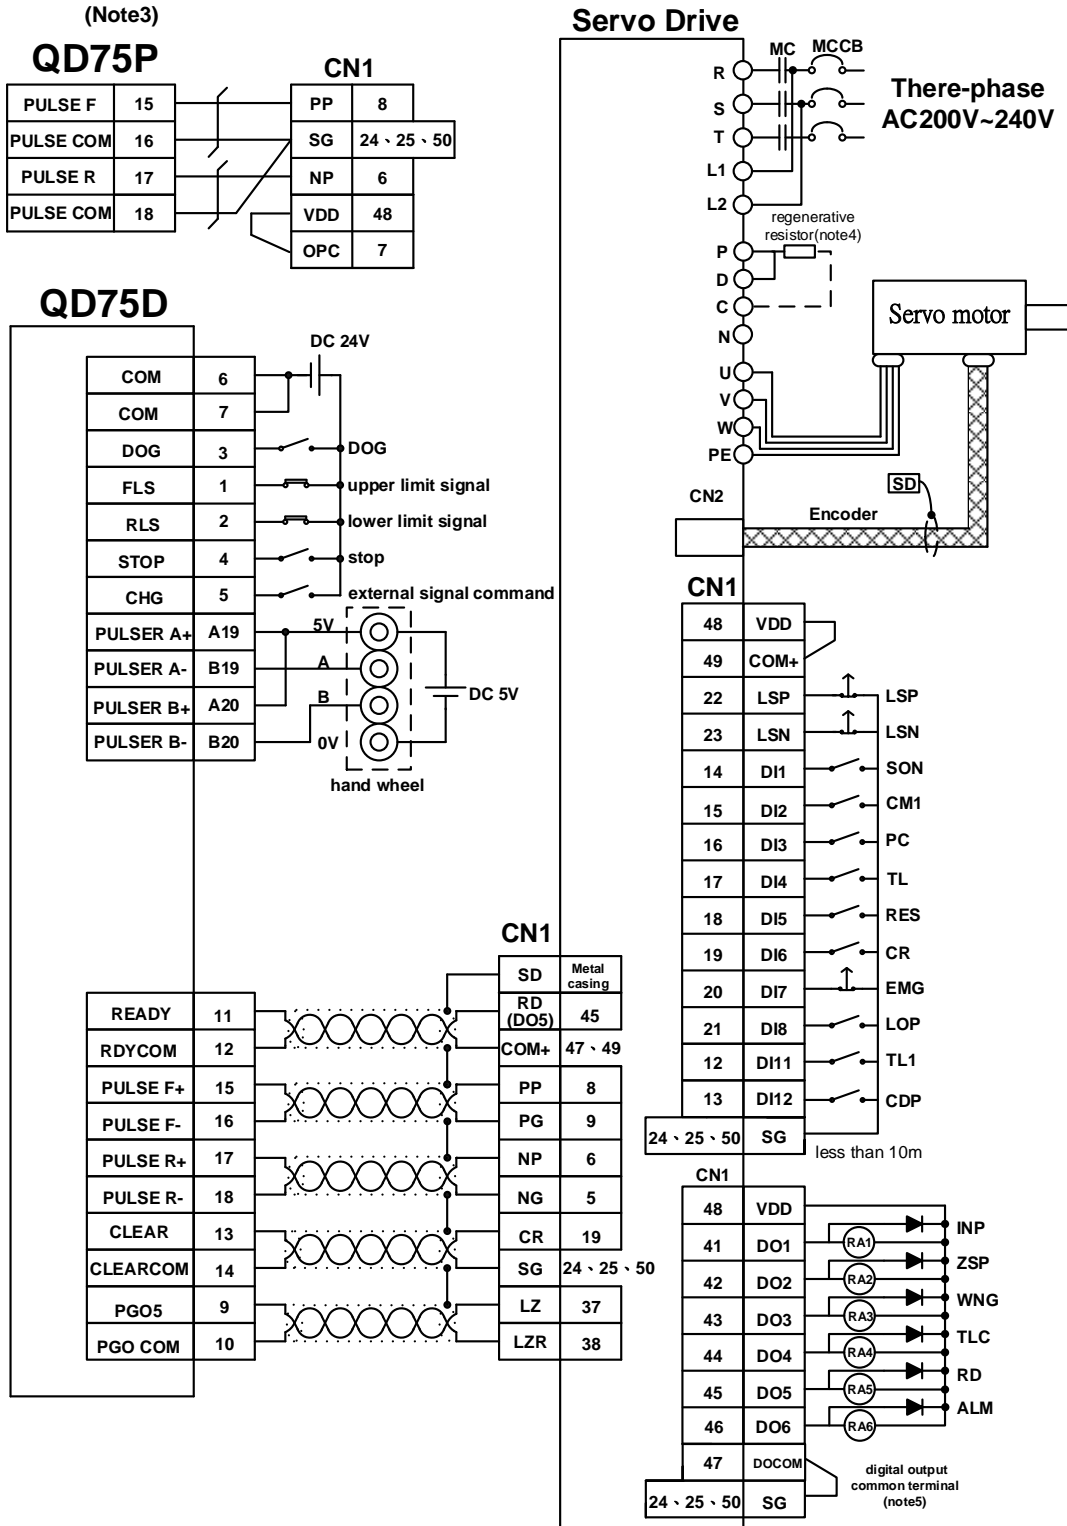 (Note3)
QD75P
CN1
PULSE F 15 PP 8
PULSE COM 16 SG 24、25、50
PULSE R 17 NP 6
PULSE COM 18 VDD 48
OPC 7
QD75D
DC 24V
COM 6
COM 7
DOG 3 DOG
FLS 1 upper limit signal
RLS 2 lower limit signal
STOP 4 stop
CHG 5 external signal command
PULSER A+ A19 5V
PULSER A- B19 A
PULSER B+ A20 B DC 5V
PULSER B- B20 0V
hand wheel
CN1
SD Metal casing
READY 11 RD (DO5) 45
RDYCOM 12 COM+ 47、49
PULSE F+ 15 PP 8
PULSE F- 16 PG 9
PULSE R+ 17 NP 6
PULSE R- 18 NG 5
CLEAR 13 CR 19
CLEARCOM 14 SG 24、25、50
PGO5 9 LZ 37
PGO COM 10 LZR 38
Servo Drive
MC MCCB
R
S
T
There-phase
AC200V~240V
L1
L2
regenerative
resistor(note4)
P
D
C
N
Servo motor
U
V
W
PE
CN2
SD
Encoder
CN1
48 VDD
49 COM+
22 LSP LSP
23 LSN LSN
14 DI1 SON
15 DI2 CM1
16 DI3 PC
17 DI4 TL
18 DI5 RES
19 DI6 CR
20 DI7 EMG
21 DI8 LOP
12 DI11 TL1
13 DI12 CDP
24、25、50 SG
less than 10m
CN1
48 VDD
41 DO1 RA1 INP
42 DO2 RA2 ZSP
43 DO3 RA3 WNG
44 DO4 RA4 TLC
45 DO5 RA5 RD
46 DO6 RA6 ALM
47 DOCOM
24、25、50 SG
digital output
common terminal
(note5)